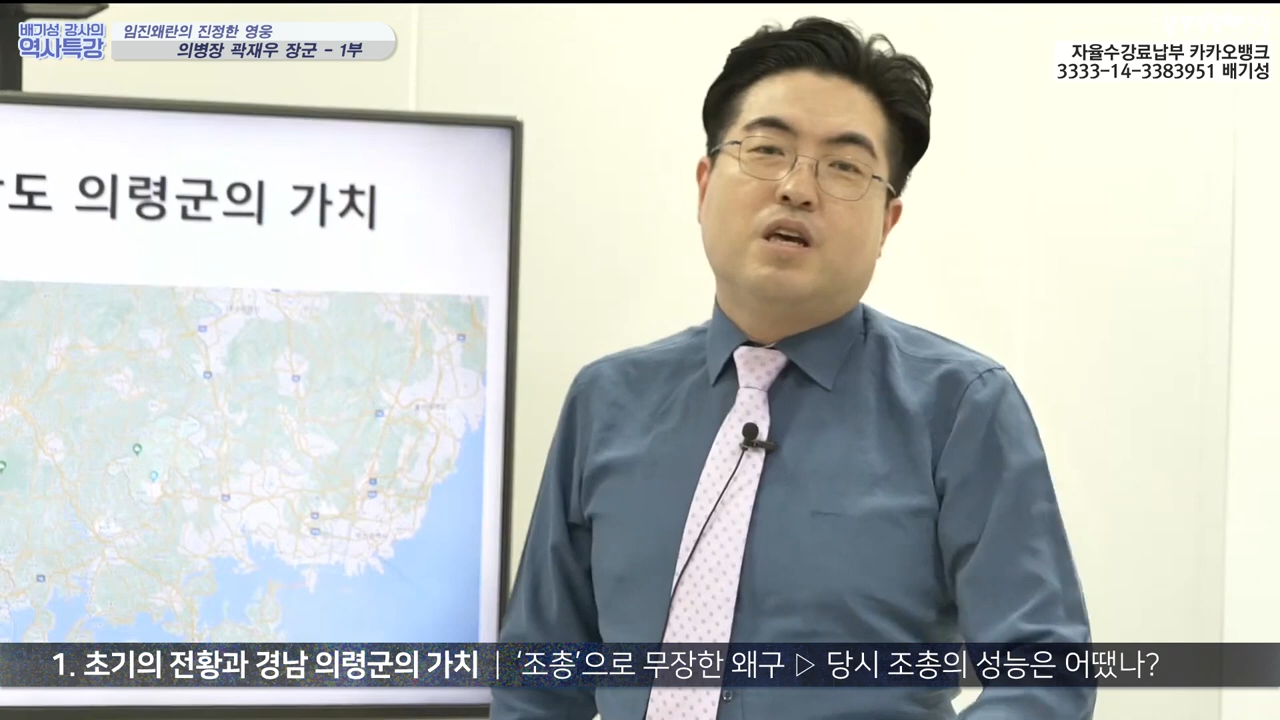 배기성 강사의
역사특강
임진왜란의 진정한 영웅
의병장 곽재우 장군 - 1부
자율수강료납부 카카오뱅크
3333-14-3383951 배기성
도 의령군의 가치
1. 초기의 전황과 경남 의령군의 가치 | ‘조총’으로 무장한 왜구 ▷ 당시 조총의 성능은 어땠나?